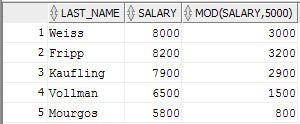 LAST_NAME SALARY MOD(SALARY,5000)
1 Weiss 8000 3000
2 Fripp 8200 3200
3 Kaufling 7900 2900
4 Vollman 6500 1500
5 Mourgos 5800 800